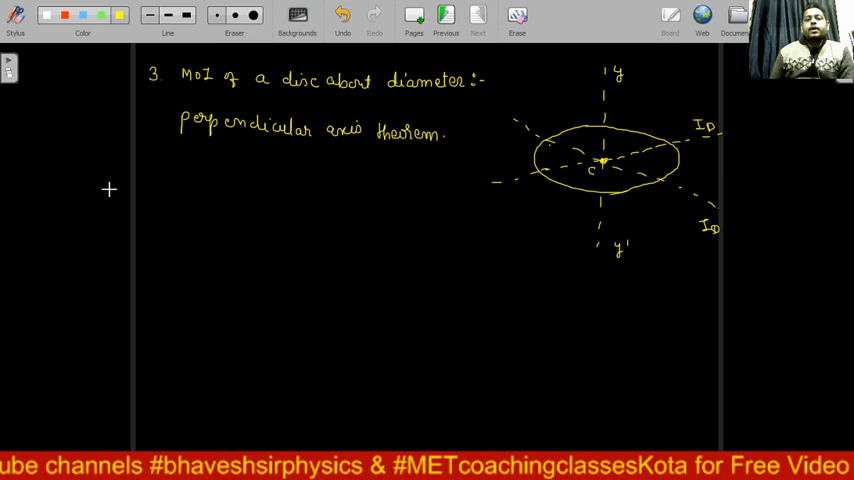 Stylus
Color
Line
Eraser
Backgrounds
Undo
Redo
Pages
Previous
Next
Erase
Board
Web
Documen
3. MOI of a disc about diameter :-
perpendicular axis theorem.
y
ID
c
ID
y'
ube channels #bhaveshsirphysics & #METcoachingclassesKota for Free Video